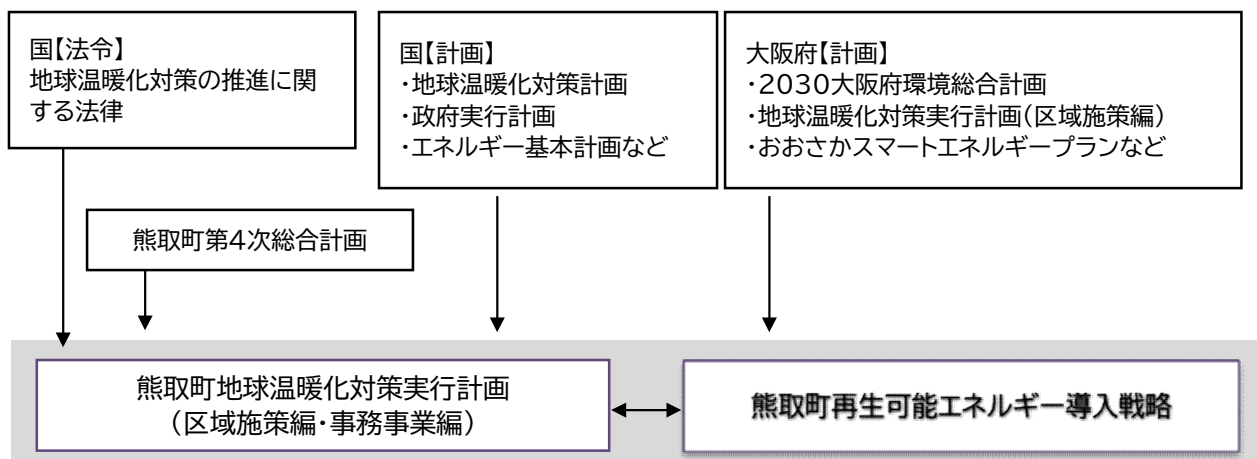 国【法令】
地球温暖化対策の推進に関
する法律
国【計画】
・地球温暖化対策計画
・政府実行計画
・エネルギー基本計画など
大阪府【計画】
・2030大阪府環境総合計画
・地球温暖化対策実行計画(区域施策編)
・おおさかスマートエネルギープランなど
熊取町第4次総合計画
熊取町地球温暖化対策実行計画
(区域施策編・事務事業編)
熊取町再生可能エネルギー導入戦略